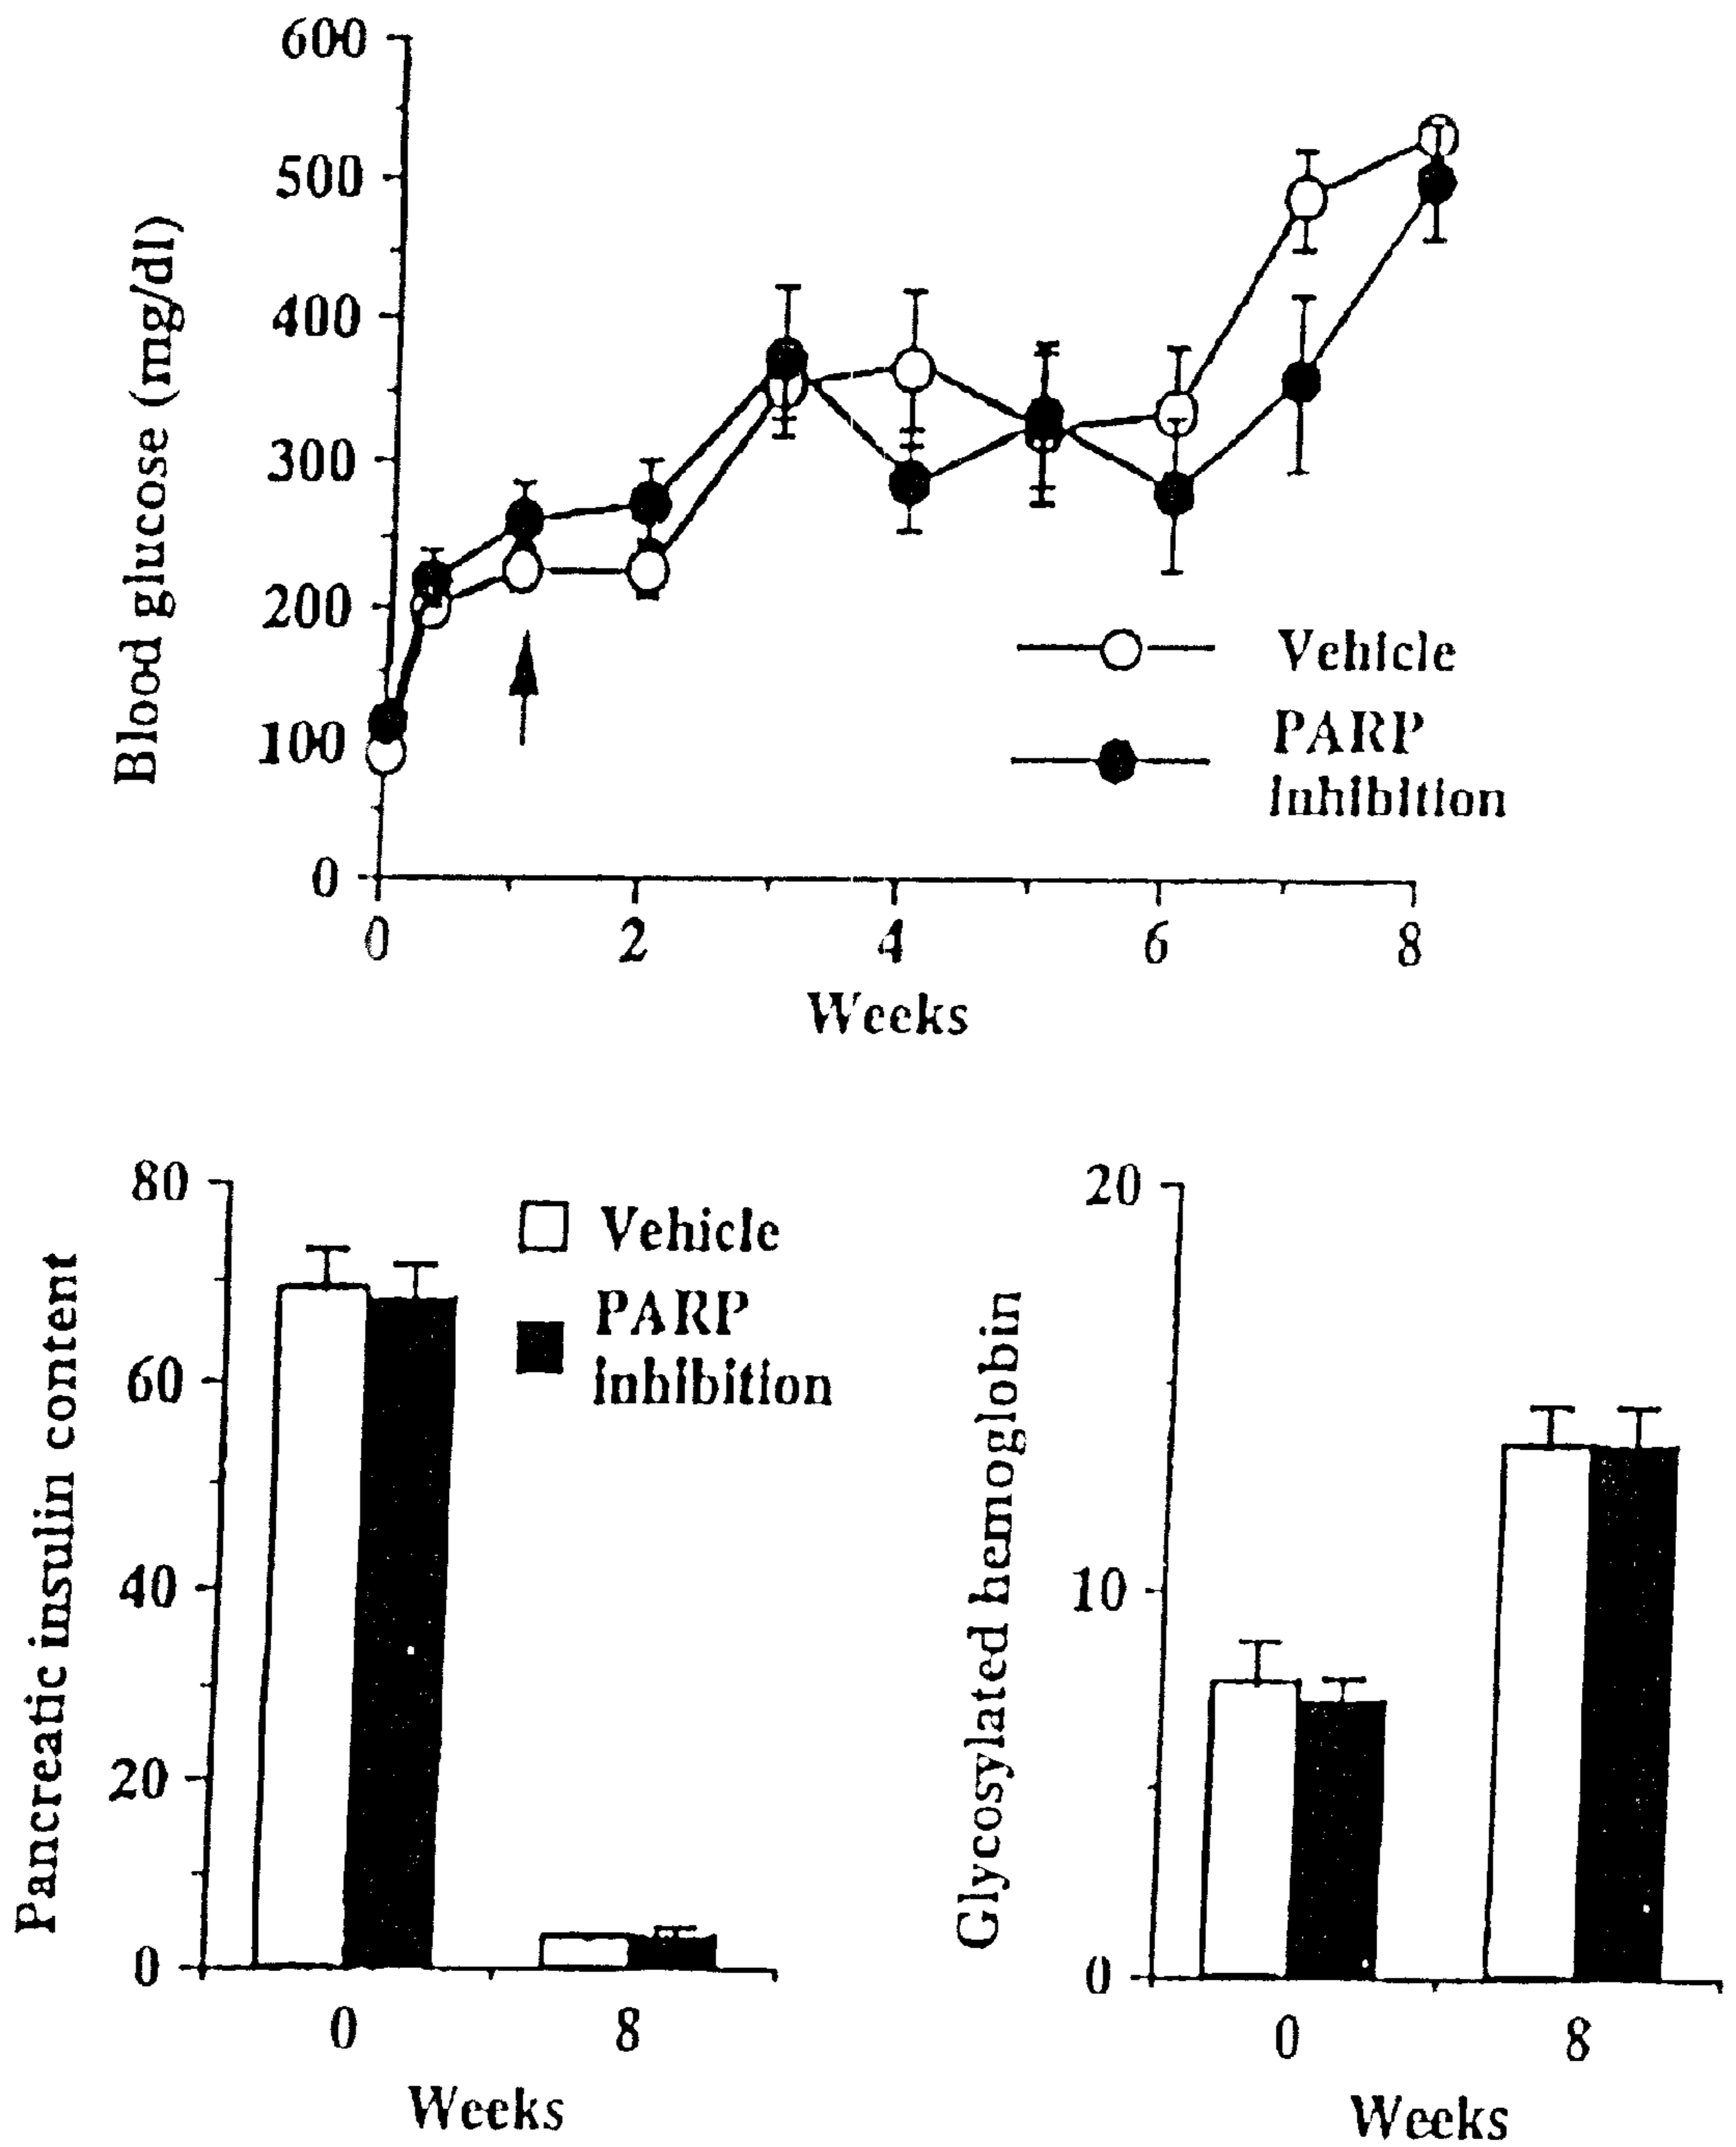 600
500
400
300
200
100
0
Blood glucose (mg/dl)
Vehicle
PARP
inhibition
0 2 4 6 8
Weeks
80
60
40
20
0
Pancreatic insulin content
Vehicle
PARP
inhibition
0 8
Weeks
20
10
0
Glycosylated hemoglobin
0 8
Weeks